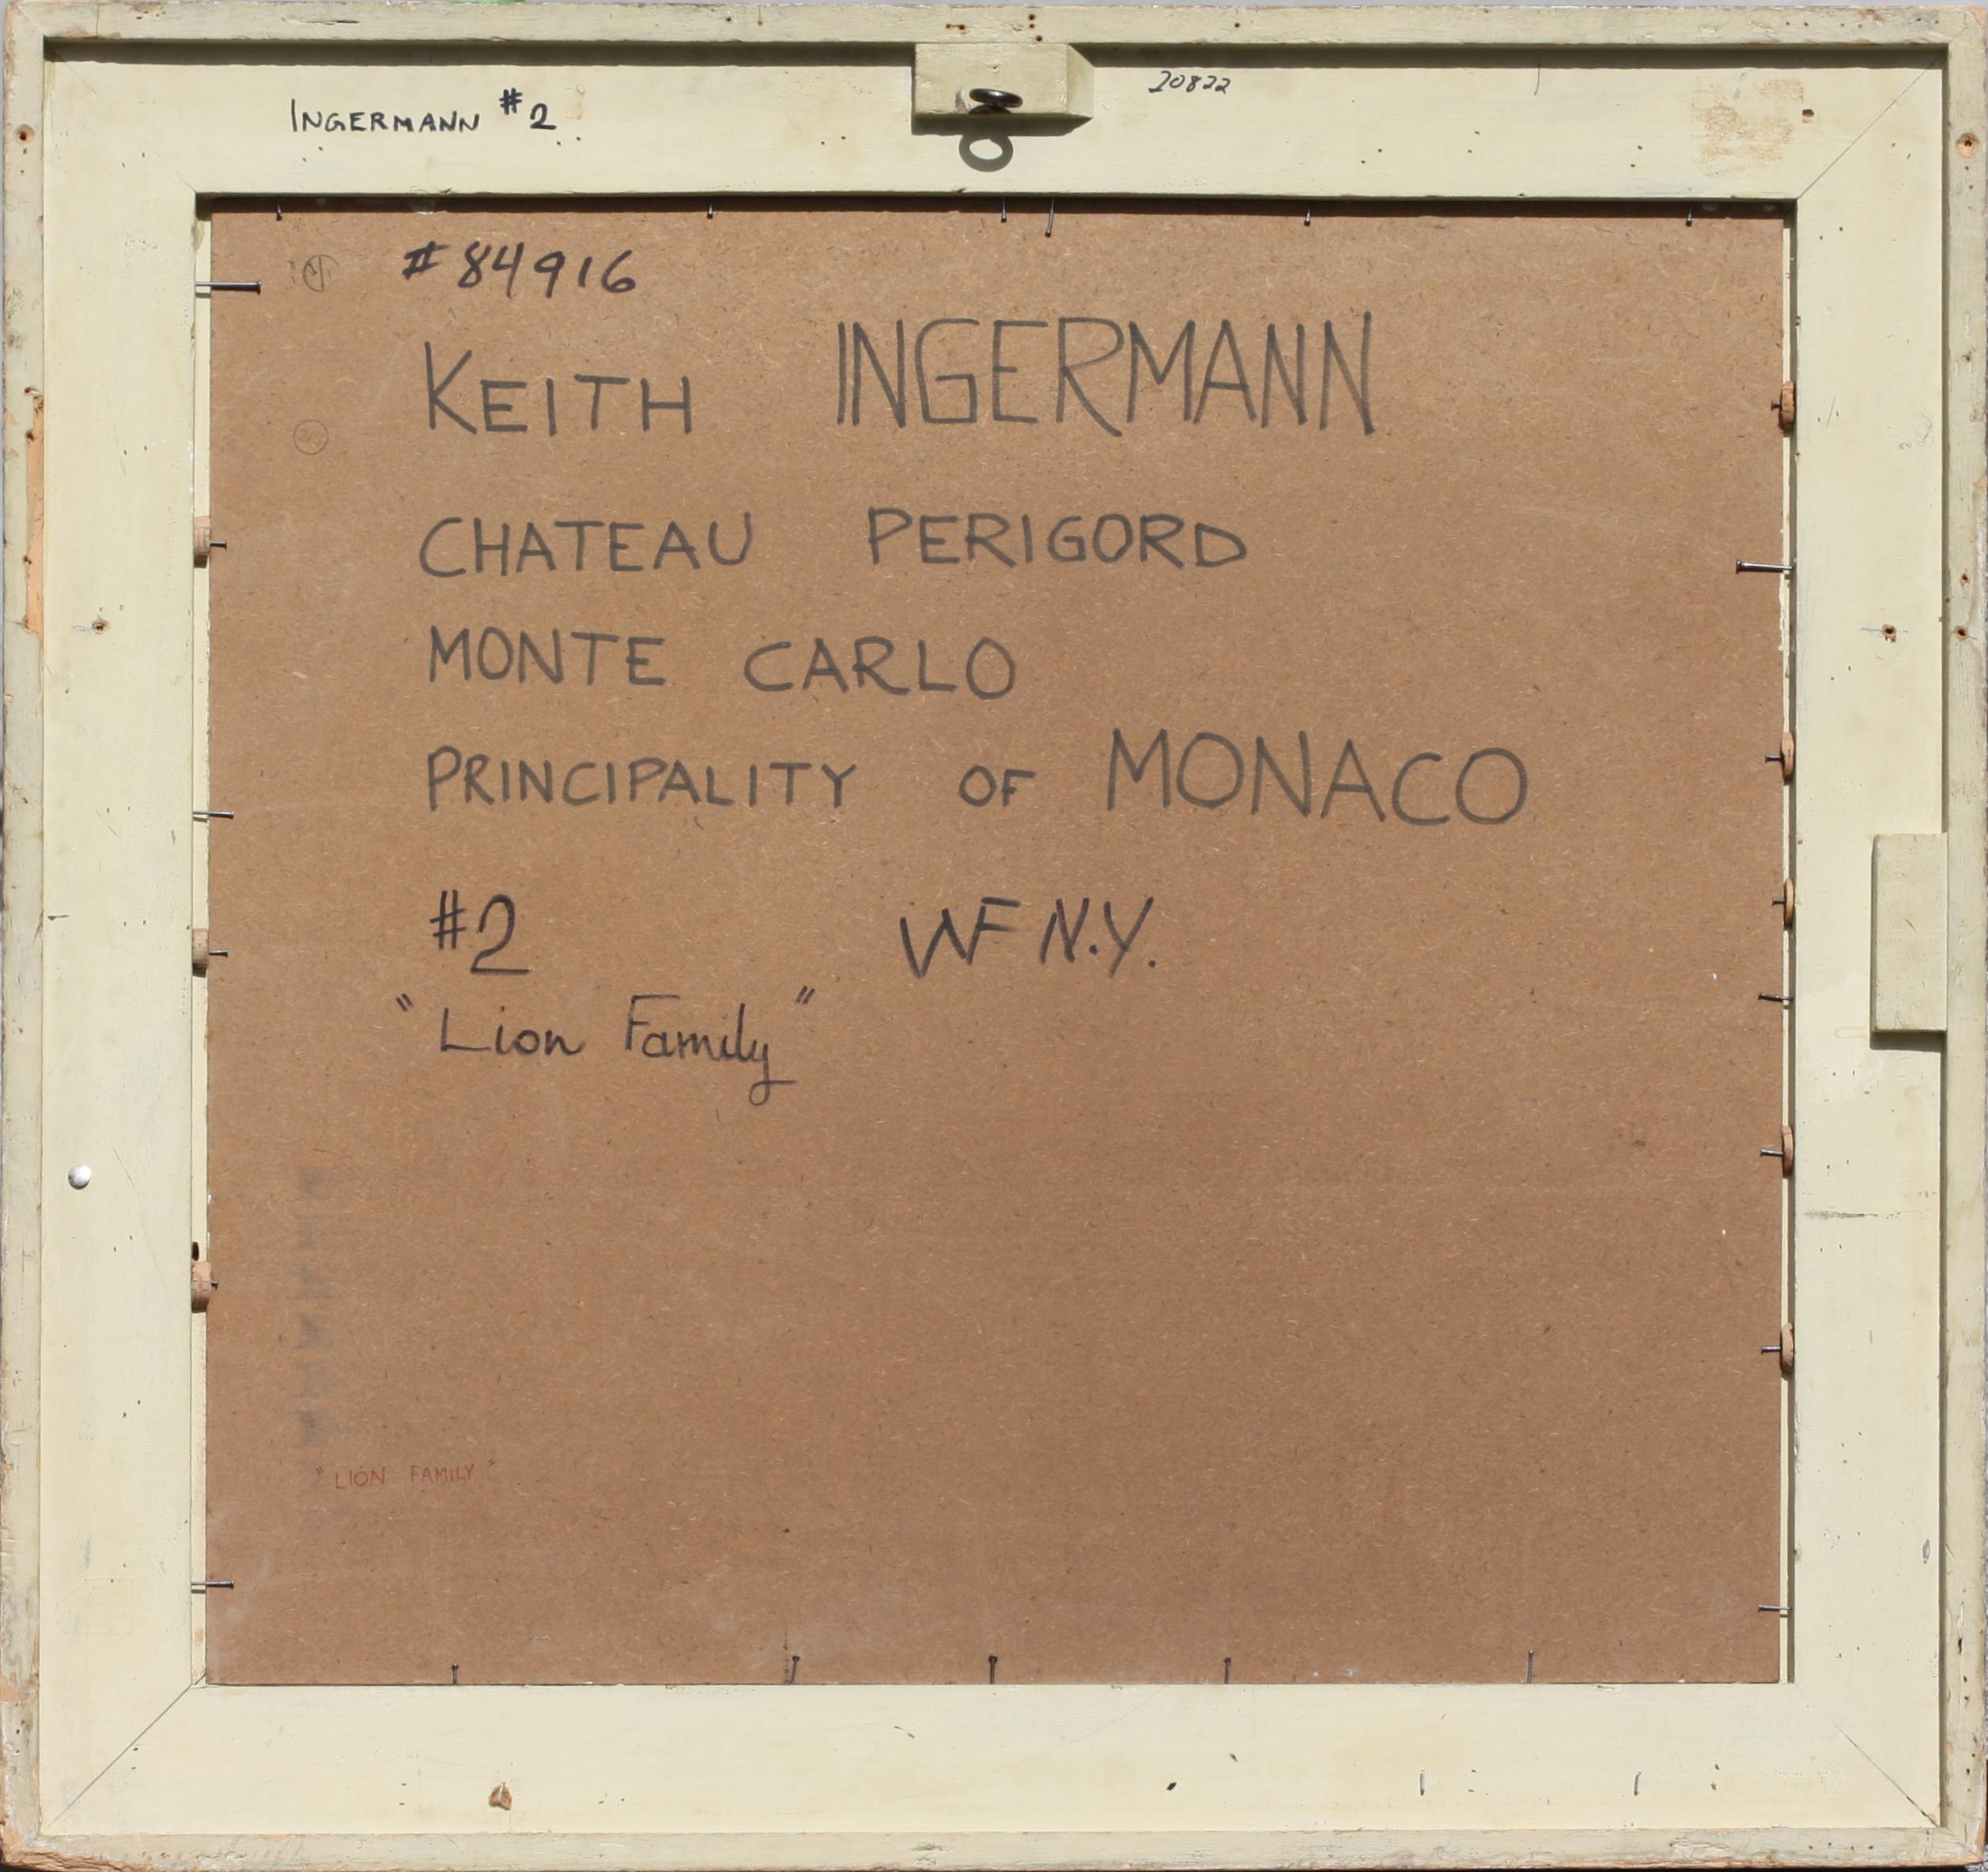 INGERMANN #2
20822
#84916
KEITH INGERMANN
CHATEAU PERIGORD
MONTE CARLO
PRINCIPALITY OF MONACO
#2 WF N.Y.
"Lion Family"
"LION FAMILY"